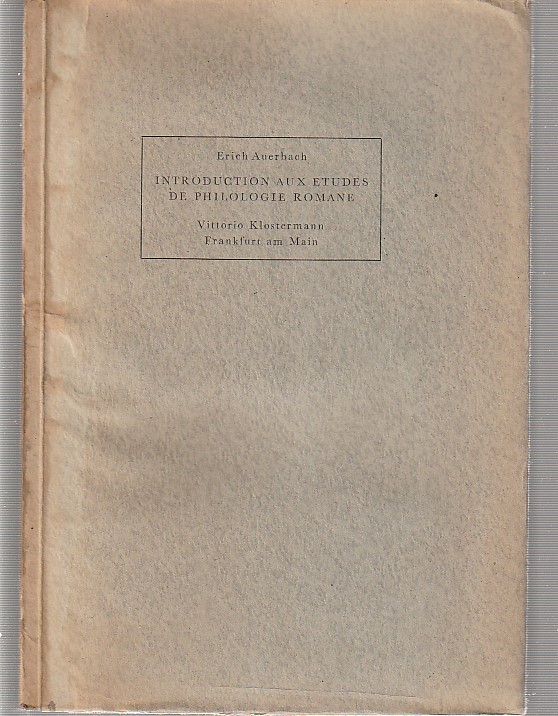 Erich Auerbach
INTRODUCTION AUX ETUDES
DE PHILOLOGIE ROMANE
Vittorio Klostermann
Frankfurt am Main